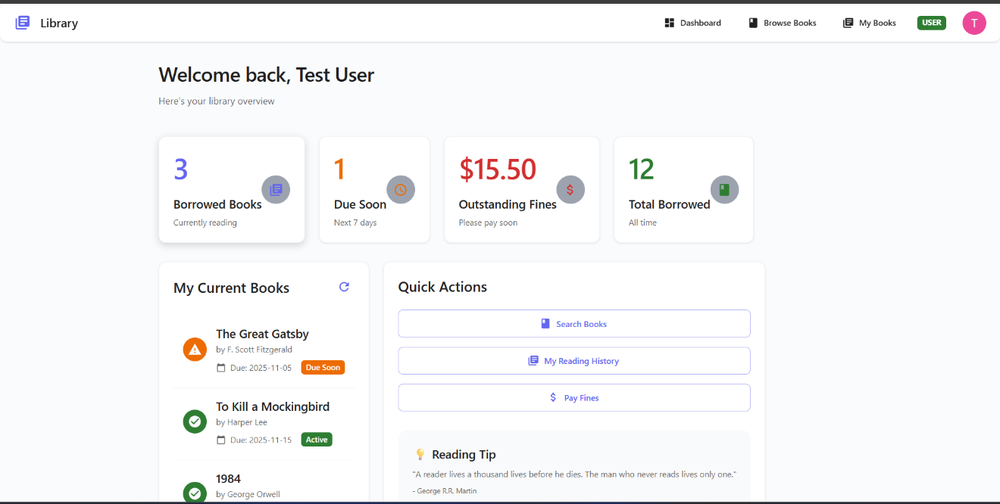 Library
Dashboard
Browse Books
My Books
USER
T
Welcome back, Test User
Here's your library overview
3
Borrowed Books
Currently reading
1
Due Soon
Next 7 days
$15.50
Outstanding Fines
Please pay soon
12
Total Borrowed
All time
My Current Books
The Great Gatsby
by F. Scott Fitzgerald
Due: 2025-11-05 Due Soon
To Kill a Mockingbird
by Harper Lee
Due: 2025-11-15 Active
1984
by George Orwell
Quick Actions
Search Books
My Reading History
$ Pay Fines
Reading Tip
"A reader lives a thousand lives before he dies. The man who never reads lives only one."
- George R.R. Martin